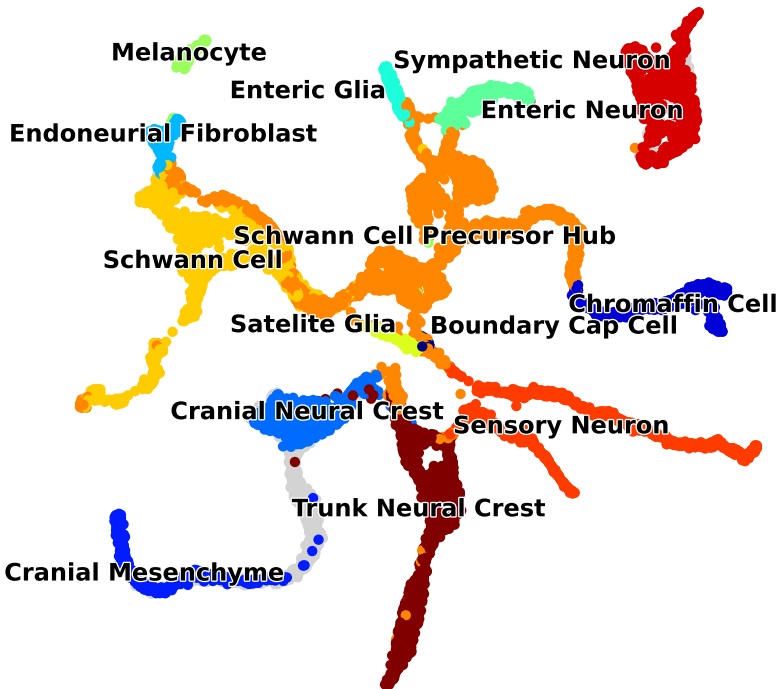 Melanocyte
Sympathetic Neuron
Enteric Glia
Enteric Neuron
Endoneurial Fibroblast
Schwann Cell Precursor Hub
Schwann Cell
Chromaffin Cell
Satelite Glia
Boundary Cap Cell
Cranial Neural Crest
Sensory Neuron
Trunk Neural Crest
Cranial Mesenchyme